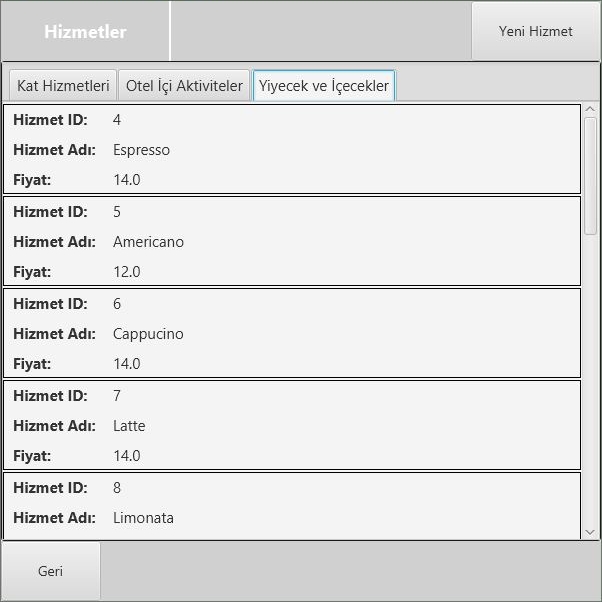 Hizmetler
Yeni Hizmet
Kat Hizmetleri
Otel İçi Aktiviteler
Yiyecek ve İçecekler
Hizmet ID: 4
Hizmet Adı: Espresso
Fiyat: 14.0
Hizmet ID: 5
Hizmet Adı: Americano
Fiyat: 12.0
Hizmet ID: 6
Hizmet Adı: Cappucino
Fiyat: 14.0
Hizmet ID: 7
Hizmet Adı: Latte
Fiyat: 14.0
Hizmet ID: 8
Hizmet Adı: Limonata
Geri